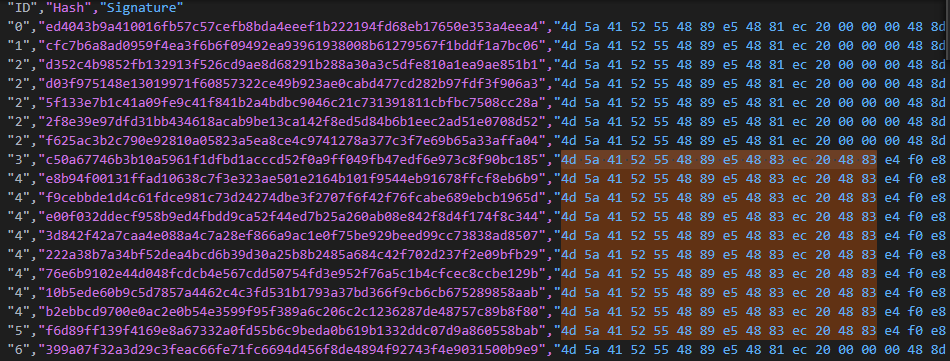 "ID","Hash","Signature"
"0","ed4043b9a410016fb57c57cefb8bda4eeef1b222194fd68eb17650e353a4eea4","4d 5a 41 52 55 48 89 e5 48 81 ec 20 00 00 00 48 8d
"1","cfc7b6a8ad0959f4ea3f6b6f09492ea93961938008b61279567f1bddf1a7bc06","4d 5a 41 52 55 48 89 e5 48 81 ec 20 00 00 00 48 8d
"2","d352c4b9852fb132913f526cd9ae8d68291b288a30a3c5dfe810a1ea9ae851b1","4d 5a 41 52 55 48 89 e5 48 81 ec 20 00 00 00 48 8d
"2","d03f975148e13019971f60857322ce49b923ae0cabd477cd282b97fdf3f906a3","4d 5a 41 52 55 48 89 e5 48 81 ec 20 00 00 00 48 8d
"2","5f133e7b1c41a09fe9c41f841b2a4bdbc9046c21c731391811cbfbc7508cc28a","4d 5a 41 52 55 48 89 e5 48 81 ec 20 00 00 00 48 8d
"2","2f8e39e97dfd31bb434618acab9be13ca142f8ed5d84b6b1eec2ad51e0708d52","4d 5a 41 52 55 48 89 e5 48 81 ec 20 00 00 00 48 8d
"2","f625ac3b2c790e92810a05823a5ea8ce4c9741278a377c3f7e69b65a33affa04","4d 5a 41 52 55 48 89 e5 48 81 ec 20 00 00 00 48 8d
"3","c50a67746b3b10a5961f1dfbd1acccd52f0a9ff049fb47edf6e973c8f90bc185","4d 5a 41 52 55 48 89 e5 48 83 ec 20 48 83 e4 f0 e8
"4","e8b94f00131ffad10638c7f3e323ae501e2164b101f9544eb91678ffcf8eb6b9","4d 5a 41 52 55 48 89 e5 48 83 ec 20 48 83 e4 f0 e8
"4","f9cebbde1d4c61fdce981c73d24274dbe3f2707f6f42f76fcabe689ebcb1965d","4d 5a 41 52 55 48 89 e5 48 83 ec 20 48 83 e4 f0 e8
"4","e00f032ddecf958b9ed4fbdd9ca52f44ed7b25a260ab08e842f8d4f174f8c344","4d 5a 41 52 55 48 89 e5 48 83 ec 20 48 83 e4 f0 e8
"4","3d842f42a7caa4e088a4c7a28ef866a9ac1e0f75be929beed99cc73838ad8507","4d 5a 41 52 55 48 89 e5 48 83 ec 20 48 83 e4 f0 e8
"4","222a38b7a34bf52dea4bcd6b39d30a25b8b2485a684c42f702d237f2e09bfb29","4d 5a 41 52 55 48 89 e5 48 83 ec 20 48 83 e4 f0 e8
"4","76e6b9102e44d048fcdcb4e567cdd50754fd3e952f76a5c1b4cfcec8ccbe129b","4d 5a 41 52 55 48 89 e5 48 83 ec 20 48 83 e4 f0 e8
"4","10b5ede60b9c5d7857a4462c4c3fd531b1793a37bd366f9cb6cb675289858aab","4d 5a 41 52 55 48 89 e5 48 83 ec 20 48 83 e4 f0 e8
"4","b2ebbcd9700e0ac2e0b54e3599f95f389a6c206c2c1236287de48757c89b8f80","4d 5a 41 52 55 48 89 e5 48 83 ec 20 48 83 e4 f0 e8
"5","f6d89ff139f4169e8a67332a0fd55b6c9beda0b619b1332ddc07d9a860558bab","4d 5a 41 52 55 48 89 e5 48 83 ec 20 48 83 e4 f0 e8
"6","399a07f32a3d29c3feac66fe71fc6694d456f8de4894f92743f4e9031500b9e9","4d 5a 41 52 55 48 89 e5 48 81 ec 20 00 00 00 48 8d